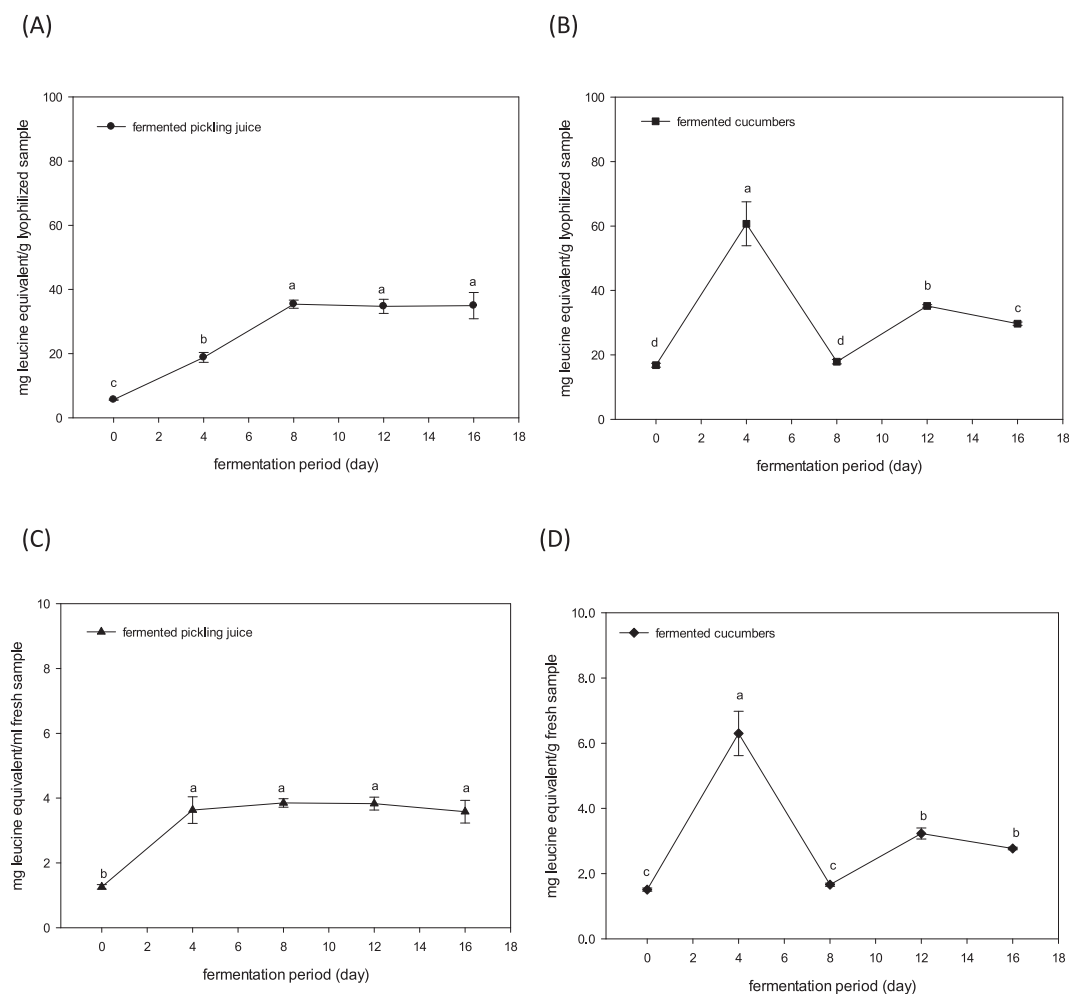 (A)
mg leucine equivalent/g lyophilized sample
100
80
60
40
20
0
fermented pickling juice
c
b
a
a
a
0 2 4 6 8 10 12 14 16 18
fermentation period (day)
(B)
mg leucine equivalent/g lyophilized sample
100
80
60
40
20
0
fermented cucumbers
d
a
d
b
c
0 2 4 6 8 10 12 14 16 18
fermentation period (day)
(C)
mg leucine equivalent/ml fresh sample
10
8
6
4
2
0
fermented pickling juice
b
a
a
a
a
0 2 4 6 8 10 12 14 16 18
fermentation period (day)
(D)
mg leucine equivalent/g fresh sample
10.0
8.0
6.0
4.0
2.0
0.0
fermented cucumbers
c
a
c
b
b
0 2 4 6 8 10 12 14 16 18
fermentation period (day)